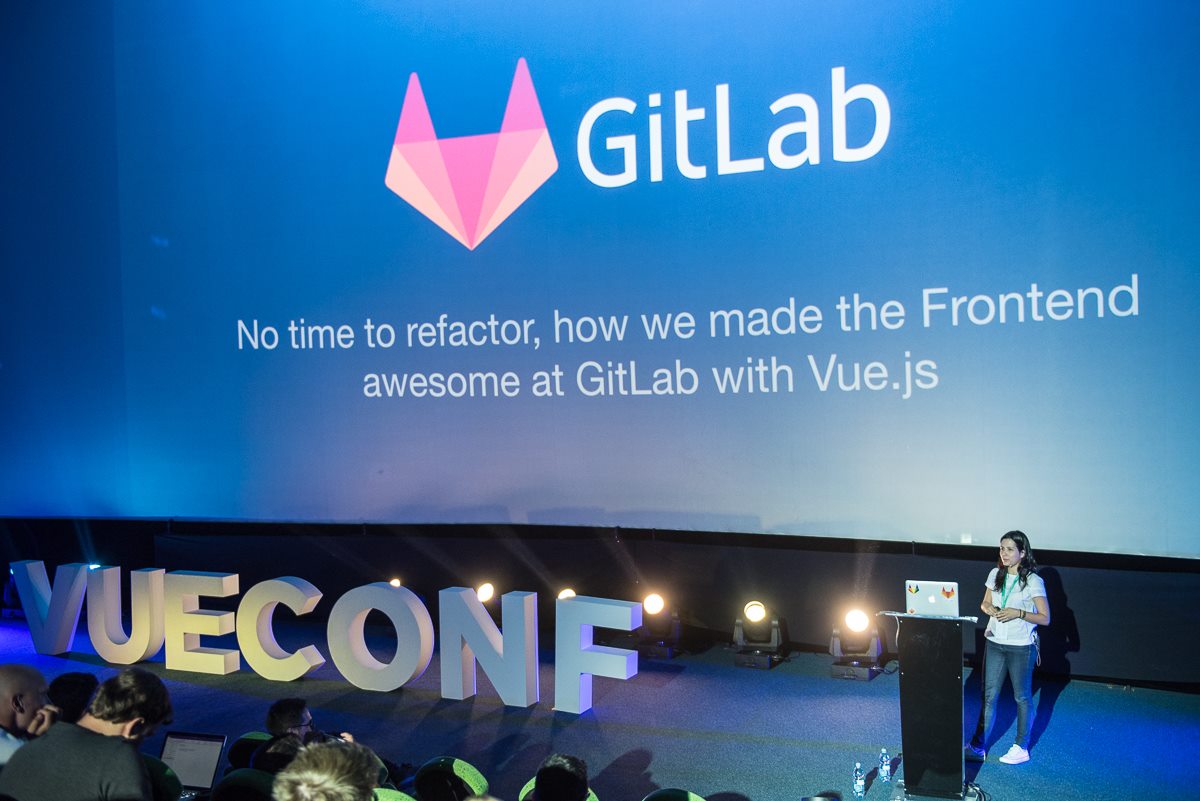 GitLab
No time to refactor, how we made the Frontend
awesome at GitLab with Vue.js
VUECONF